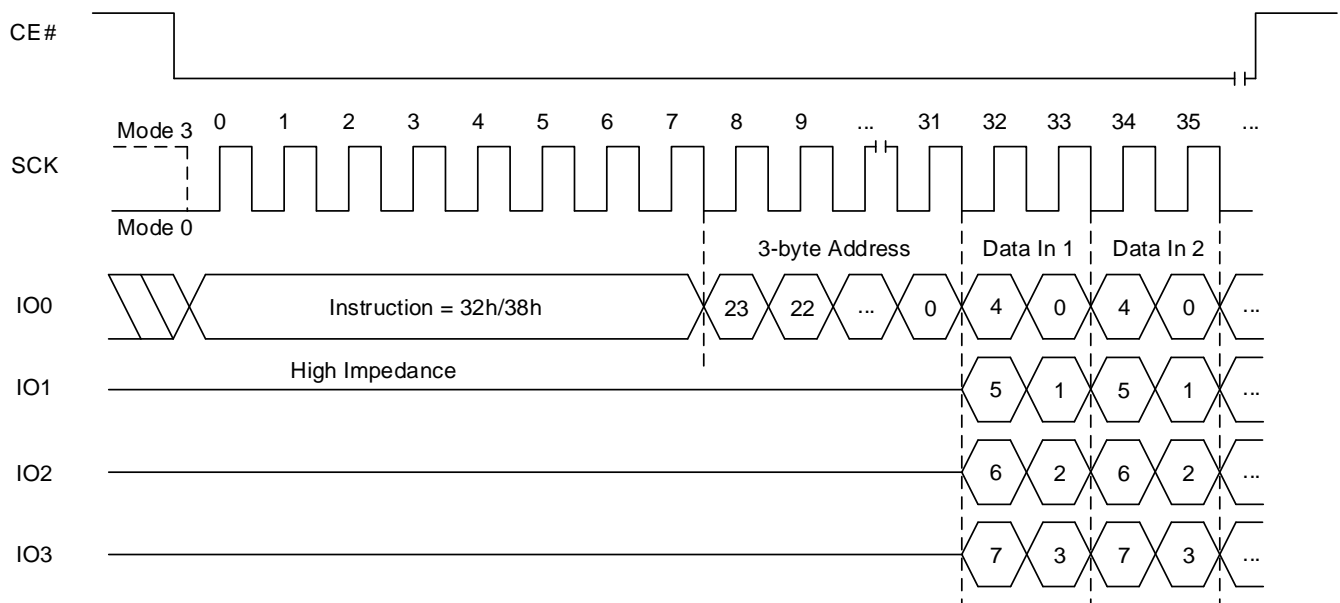 CE#
Mode 3 0 1 2 3 4 5 6 7 8 9 ... 31 32 33 34 35 ...
SCK
Mode 0
3-byte Address Data In 1 Data In 2
IO0 Instruction = 32h/38h 23 22 ... 0 4 0 4 0 ...
High Impedance
IO1 5 1 5 1 ...
IO2 6 2 6 2 ...
IO3 7 3 7 3 ...